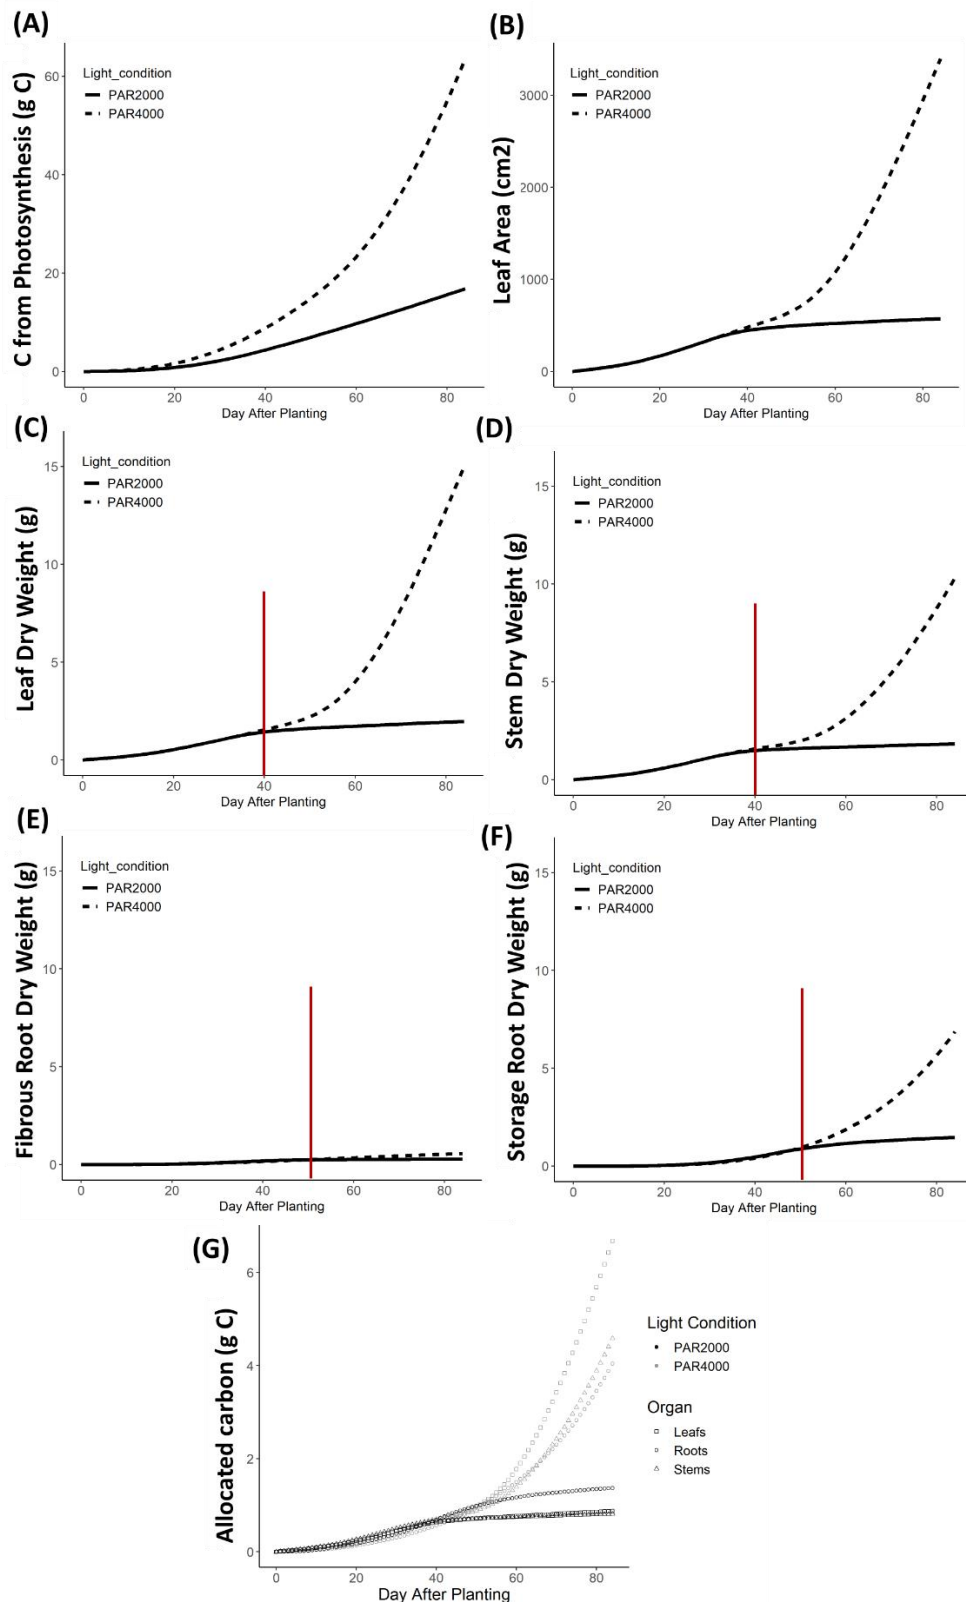 (A)
C from Photosynthesis (g C)
Light_condition
PAR2000
PAR4000
60
40
20
0
0 20 40 60 80
Day After Planting
(B)
Leaf Area (cm2)
Light_condition
PAR2000
PAR4000
3000
2000
1000
0
0 20 40 60 80
Day After Planting
(C)
Leaf Dry Weight (g)
Light_condition
PAR2000
PAR4000
15
10
5
0
0 20 40 60 80
Day After Planting
(D)
Stem Dry Weight (g)
Light_condition
PAR2000
PAR4000
15
10
5
0
0 20 40 60 80
Day After Planting
(E)
Fibrous Root Dry Weight (g)
Light_condition
PAR2000
PAR4000
15
10
5
0
0 20 40 60 80
Day After Planting
(F)
Storage Root Dry Weight (g)
Light_condition
PAR2000
PAR4000
15
10
5
0
0 20 40 60 80
Day After Planting
(G)
Allocated carbon (g C)
6
4
2
0
0 20 40 60 80
Day After Planting
Light Condition
PAR2000
PAR4000
Organ
Leafs
Roots
Stems